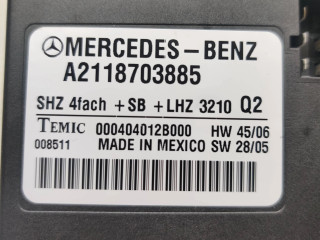 MERCEDES-BENZ
A2118703885
SHZ 4fach + SB + LHZ 3210 Q2
TEMIC 000404012B000 HW 45/06
008511 MADE IN MEXICO SW 28/05